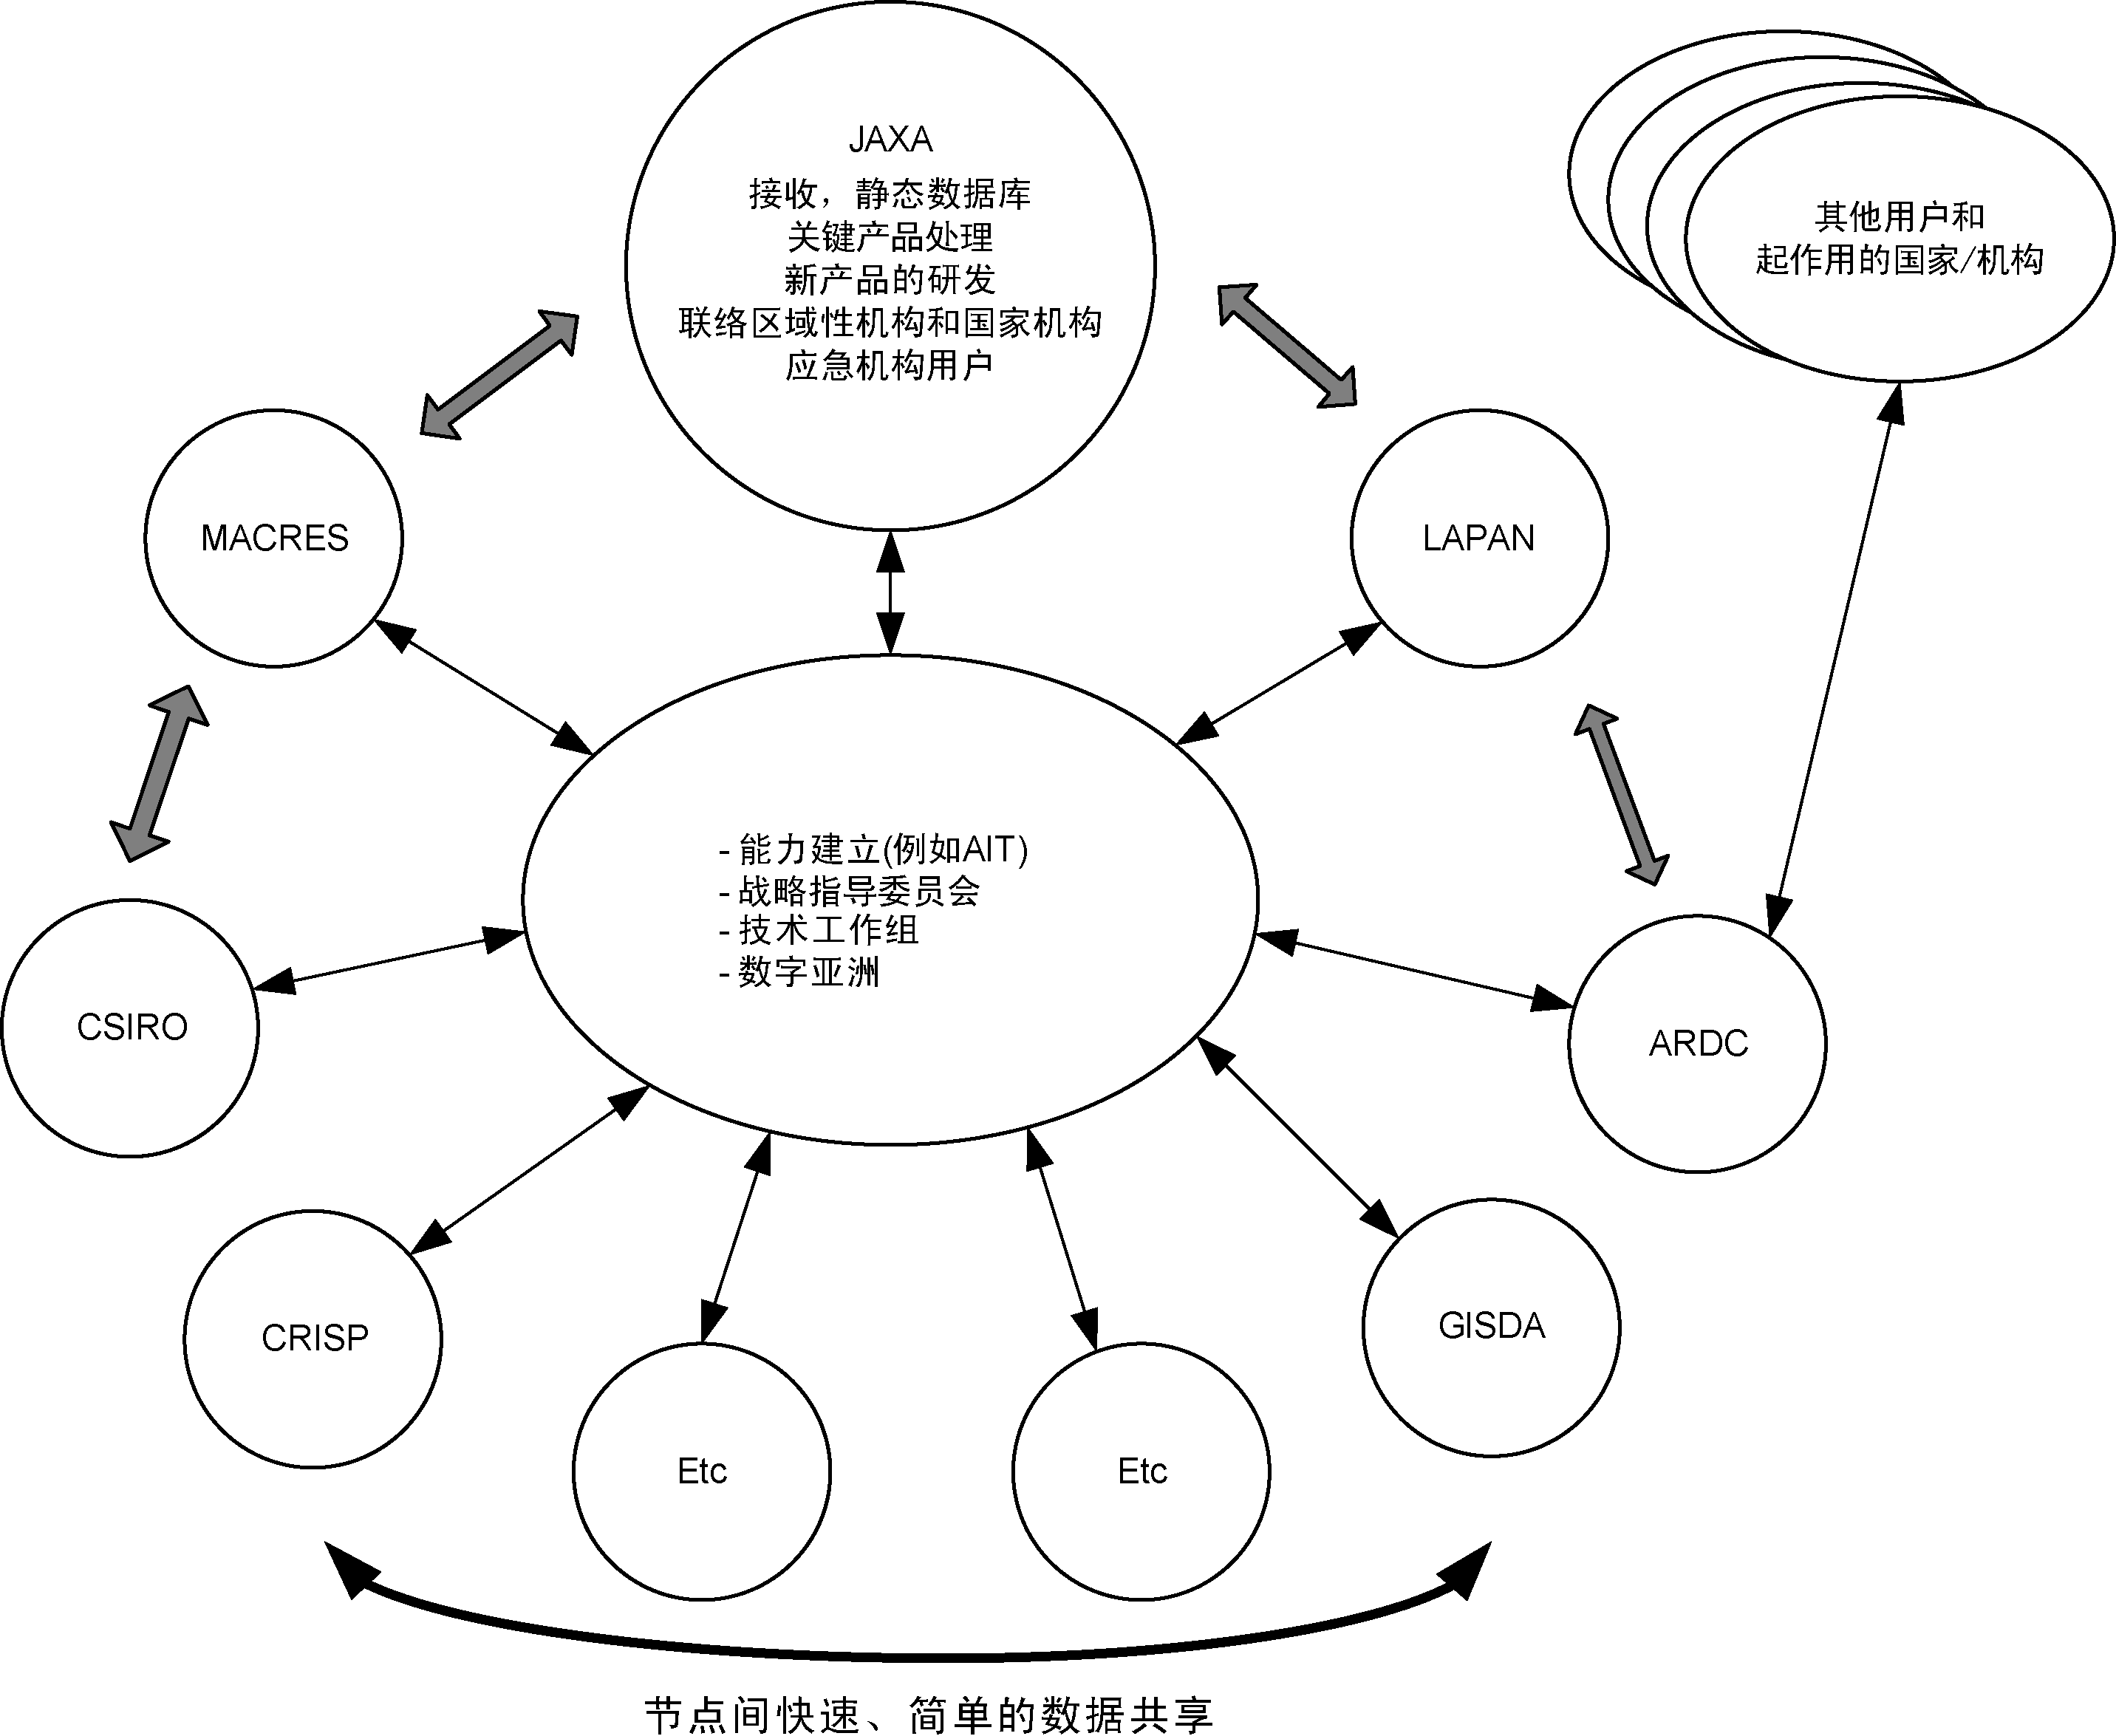 JAXA
接收，静态数据库
关键产品处理
新产品的研发
联络区域性机构和国家机构
应急机构用户
其他用户和
起作用的国家/机构
MACRES
LAPAN
- 能力建立(例如AIT)
- 战略指导委员会
- 技术工作组
- 数字亚洲
CSIRO
ARDC
CRISP
GISDA
Etc
Etc
节点间快速、简单的数据共享